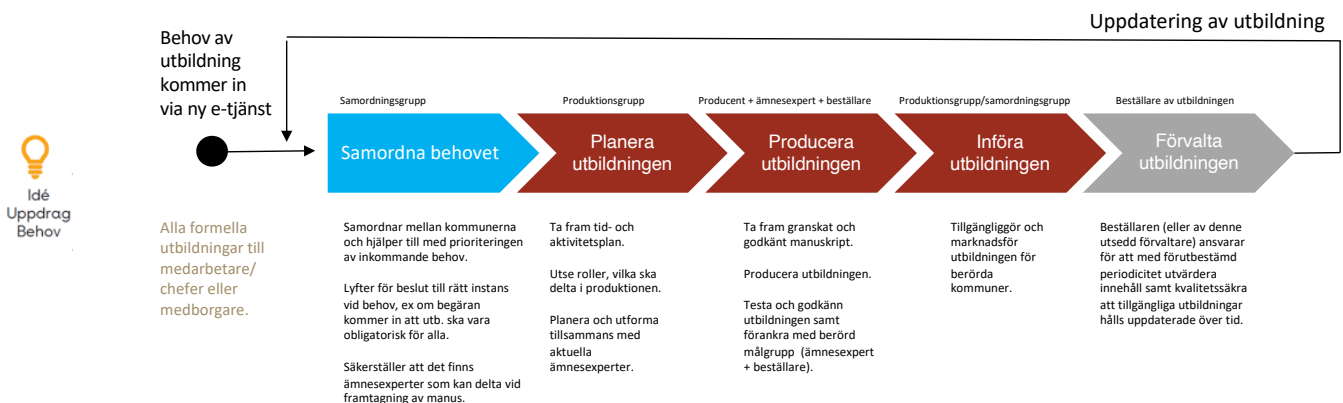 Uppdatering av utbildning
Behov av
utbildning
kommer in
via ny e-tjänst
Idé
Uppdrag
Behov
Alla formella
utbildningar till
medarbetare/
chefer eller
medborgare.
Samordningsgrupp
Samordna behovet
Samordnar mellan kommunerna
och hjälper till med prioriteringen
av inkommande behov.
Lyfter för beslut till rätt instans
vid behov, ex om begäran
kommer in att utb. ska vara
obligatorisk för alla.
Säkerställer att det finns
ämnesexperter som kan delta vid
framtagning av manus.
Produktionsgrupp
Planera
utbildningen
Ta fram tid- och
aktivitetsplan.
Utse roller, vilka ska
delta i produktionen.
Planera och utforma
tillsammans med
aktuella
ämnesexperter.
Producent + ämnesexpert + beställare
Producera
utbildningen
Ta fram granskat och
godkänt manuskript.
Producera utbildningen.
Testa och godkänn
utbildningen samt
förankra med berörd
målgrupp (ämnesexpert
+ beställare).
Produktionsgrupp/samordningsgrupp
Införa
utbildningen
Tillgängliggör och
marknadsför
utbildningen för
berörda
kommuner.
Beställare av utbildningen
Förvalta
utbildningen
Beställaren (eller av denne
utsedd förvaltare) ansvarar
för att med förutbestämd
periodicitet utvärdera
innehåll samt kvalitetssäkra
att tillgängliga utbildningar
hålls uppdaterade över tid.